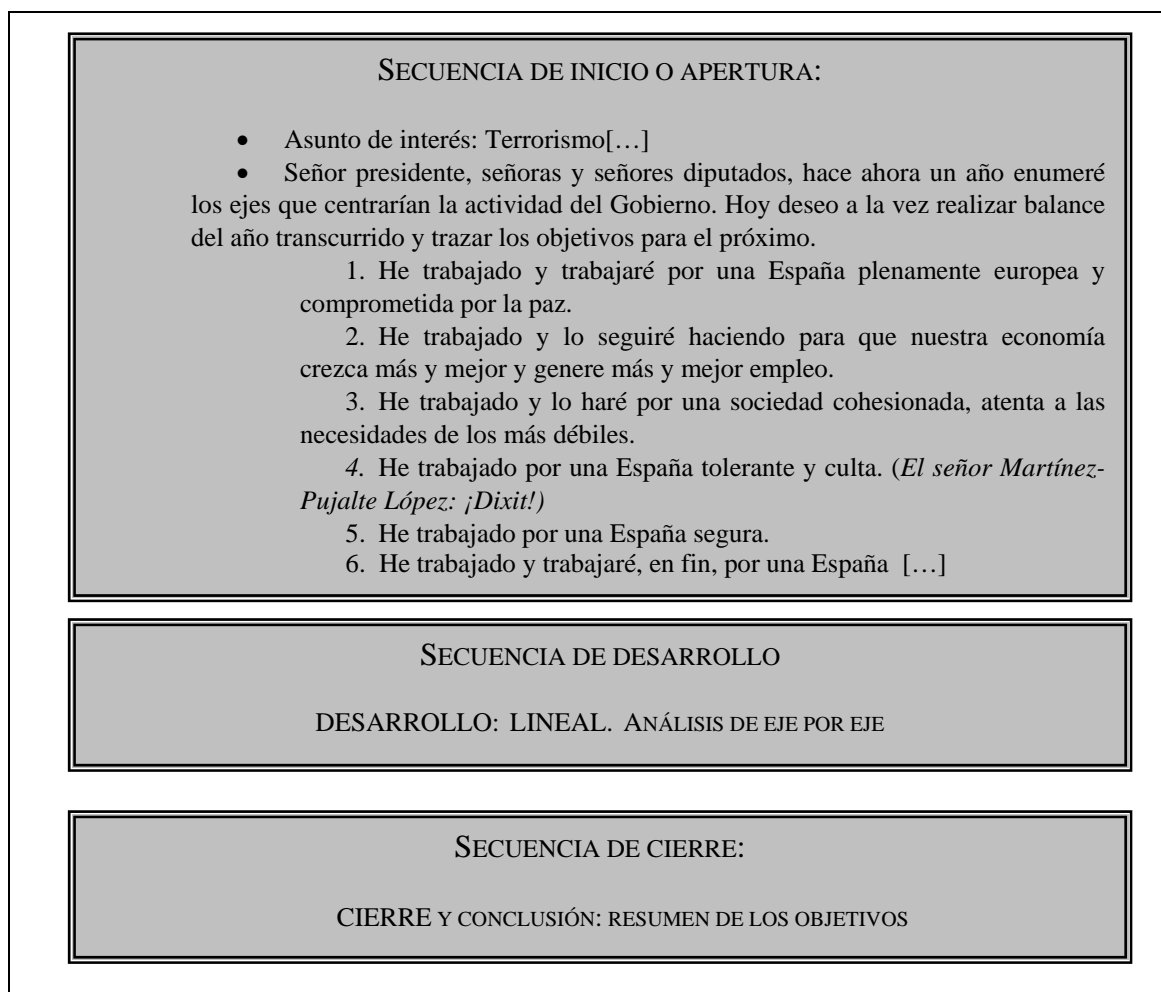 SECUENCIA DE INICIO O APERTURA:
• Asunto de interés: Terrorismo[…]
• Señor presidente, señoras y señores diputados, hace ahora un año enumeré
los ejes que centrarían la actividad del Gobierno. Hoy deseo a la vez realizar balance
del año transcurrido y trazar los objetivos para el próximo.
1. He trabajado y trabajaré por una España plenamente europea y
comprometida por la paz.
2. He trabajado y lo seguiré haciendo para que nuestra economía
crezca más y mejor y genere más y mejor empleo.
3. He trabajado y lo haré por una sociedad cohesionada, atenta a las
necesidades de los más débiles.
4. He trabajado por una España tolerante y culta. (El señor Martínez-
Pujalte López: ¡Dixit!)
5. He trabajado por una España segura.
6. He trabajado y trabajaré, en fin, por una España […]
SECUENCIA DE DESARROLLO
DESARROLLO: LINEAL. ANÁLISIS DE EJE POR EJE
SECUENCIA DE CIERRE:
CIERRE Y CONCLUSIÓN: RESUMEN DE LOS OBJETIVOS